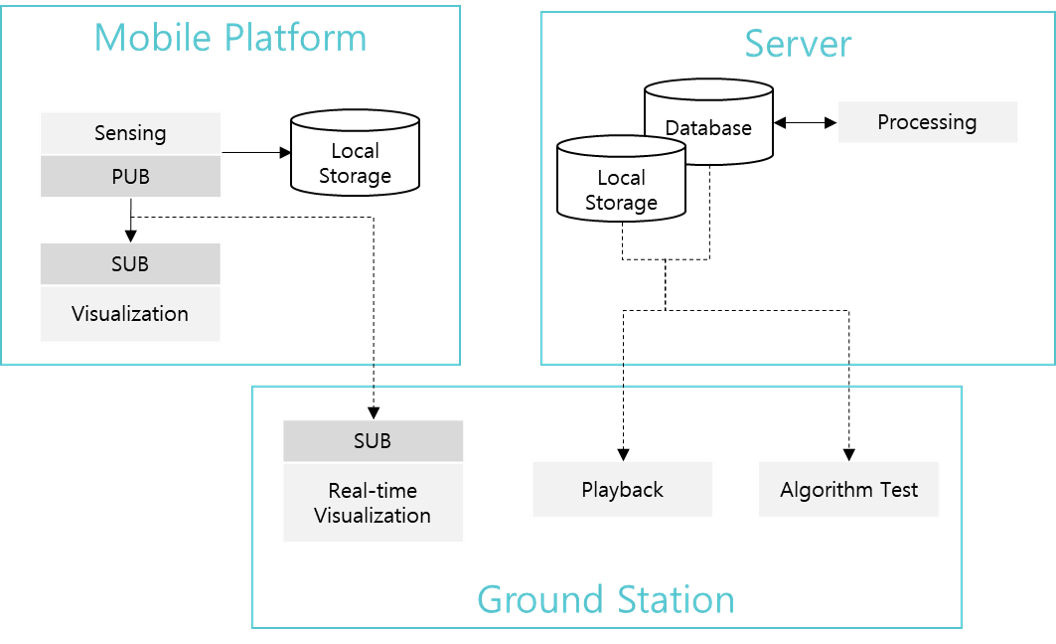 Mobile Platform
Sensing
PUB
Local
Storage
SUB
Visualization
Server
Database
Processing
Local
Storage
SUB
Real-time
Visualization
Playback
Algorithm Test
Ground Station